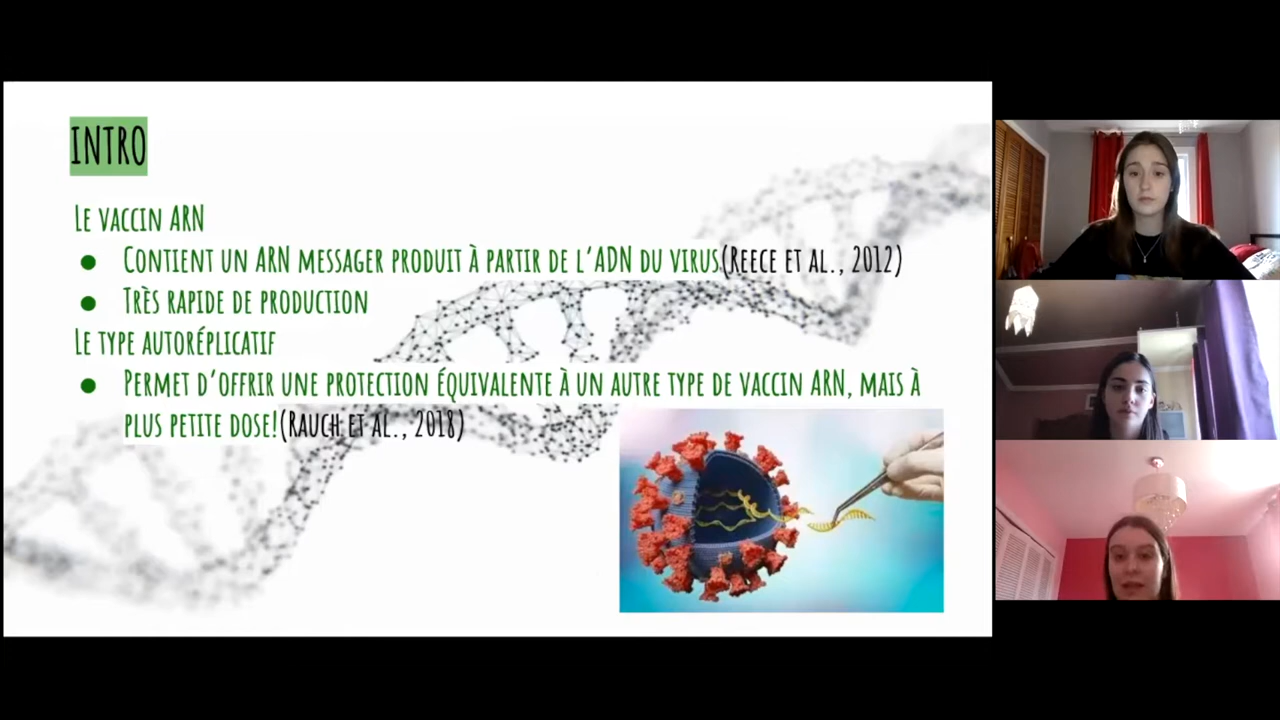 INTRO
LE VACCIN ARN
● CONTIENT UN ARN MESSAGER PRODUIT À PARTIR DE L'ADN DU VIRUS(REECE ET AL., 2012)
● TRÈS RAPIDE DE PRODUCTION
LE TYPE AUTORÉPLICATIF
● PERMET D'OFFRIR UNE PROTECTION ÉQUIVALENTE À UN AUTRE TYPE DE VACCIN ARN, MAIS À
PLUS PETITE DOSE!(RAUCH ET AL., 2018)